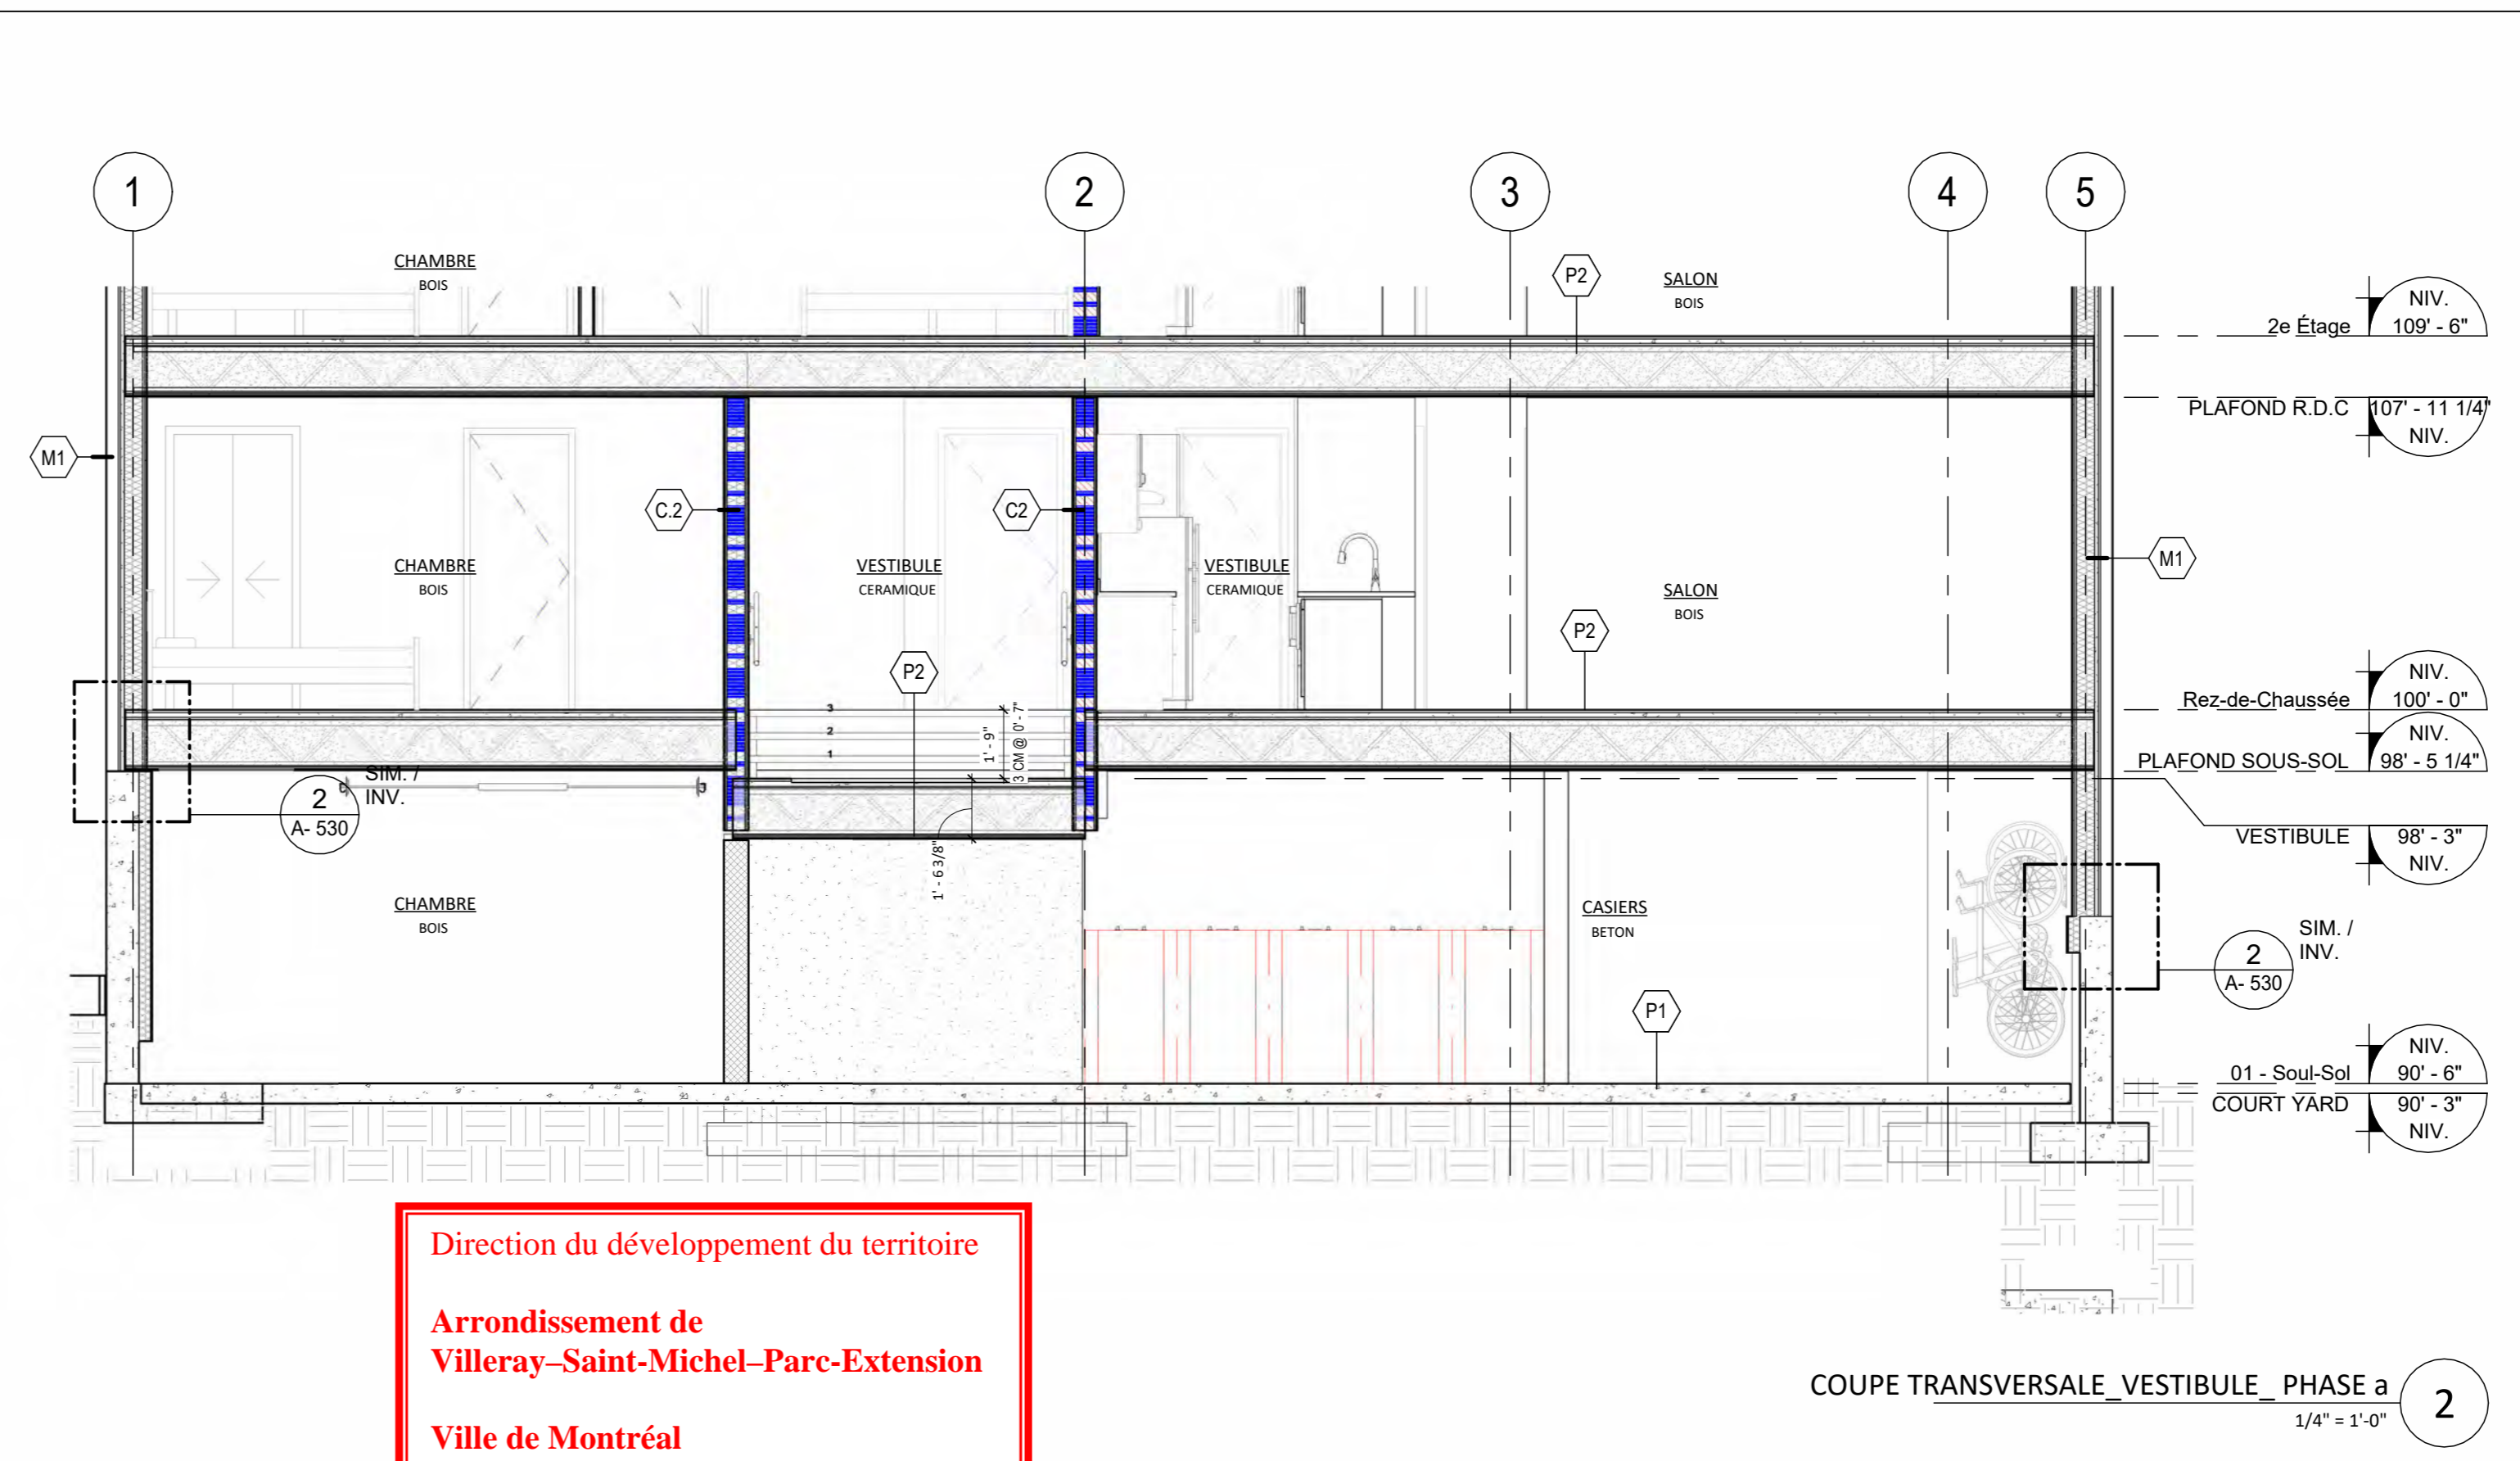 1
2
3
4
5
CHAMBRE
BOIS
P2
SALON
BOIS
NIV.
2e Étage
109' - 6"
PLAFOND R.D.C
107' - 11 1/4"
NIV.
M1
C.2
C2
M1
CHAMBRE
BOIS
VESTIBULE
CERAMIQUE
VESTIBULE
CERAMIQUE
SALON
BOIS
P2
P2
NIV.
Rez-de-Chaussée
100' - 0"
3
2
1
1' - 9"
3 CM @ 0' - 7"
NIV.
PLAFOND SOUS-SOL
98' - 5 1/4"
SIM. /
INV.
2
A- 530
1' - 6 3/8"
VESTIBULE
98' - 3"
NIV.
CHAMBRE
BOIS
CASIERS
BETON
SIM. /
INV.
2
A- 530
P1
NIV.
01 - Soul-Sol
90' - 6"
COURT YARD
90' - 3"
NIV.
Direction du développement du territoire
Arrondissement de
Villeray–Saint-Michel–Parc-Extension
Ville de Montréal
COUPE TRANSVERSALE_VESTIBULE_ PHASE a
2
1/4" = 1'-0"